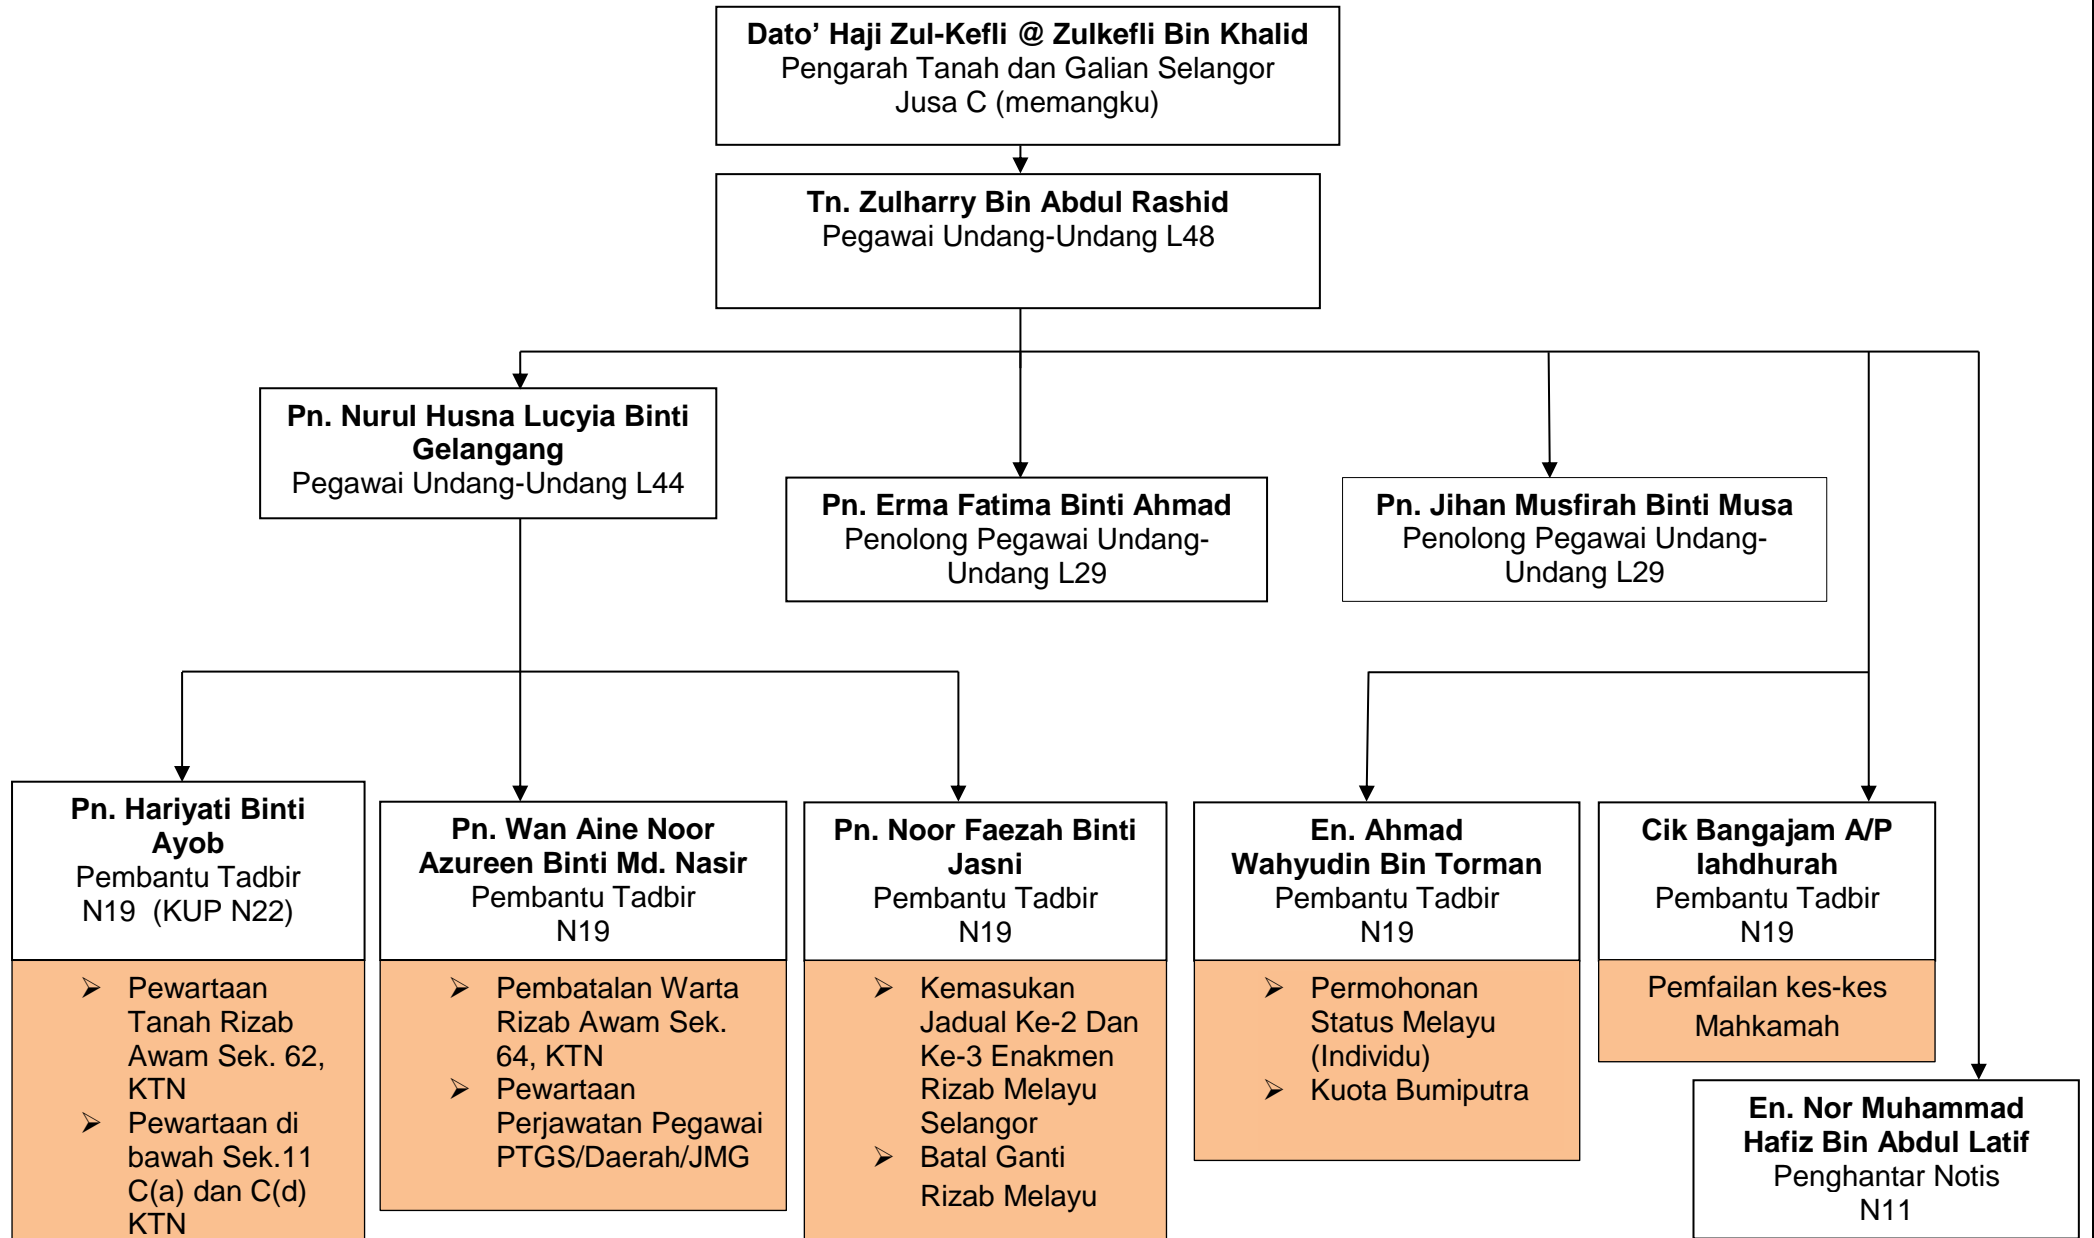 Dato’ Haji Zul-Kefli @ Zulkefli Bin Khalid
Pengarah Tanah dan Galian Selangor
Jusa C (memangku)
Tn. Zulharry Bin Abdul Rashid
Pegawai Undang-Undang L48
Pn. Nurul Husna Lucyia Binti
Gelangang
Pegawai Undang-Undang L44
Pn. Erma Fatima Binti Ahmad
Penolong Pegawai Undang-
Undang L29
Pn. Jihan Musfirah Binti Musa
Penolong Pegawai Undang-
Undang L29
Pn. Hariyati Binti
Ayob
Pembantu Tadbir
N19 (KUP N22)
➢ Pewartaan
Tanah Rizab
Awam Sek. 62,
KTN
➢ Pewartaan di
bawah Sek.11
C(a) dan C(d)
KTN
Pn. Wan Aine Noor
Azureen Binti Md. Nasir
Pembantu Tadbir
N19
➢ Pembatalan Warta
Rizab Awam Sek.
64, KTN
➢ Pewartaan
Perjawatan Pegawai
PTGS/Daerah/JMG
Pn. Noor Faezah Binti
Jasni
Pembantu Tadbir
N19
➢ Kemasukan
Jadual Ke-2 Dan
Ke-3 Enakmen
Rizab Melayu
Selangor
➢ Batal Ganti
Rizab Melayu
En. Ahmad
Wahyudin Bin Torman
Pembantu Tadbir
N19
➢ Permohonan
Status Melayu
(Individu)
➢ Kuota Bumiputra
Cik Bangajam A/P
Iahdhurah
Pembantu Tadbir
N19
Pemfailan kes-kes
Mahkamah
En. Nor Muhammad
Hafiz Bin Abdul Latif
Penghantar Notis
N11